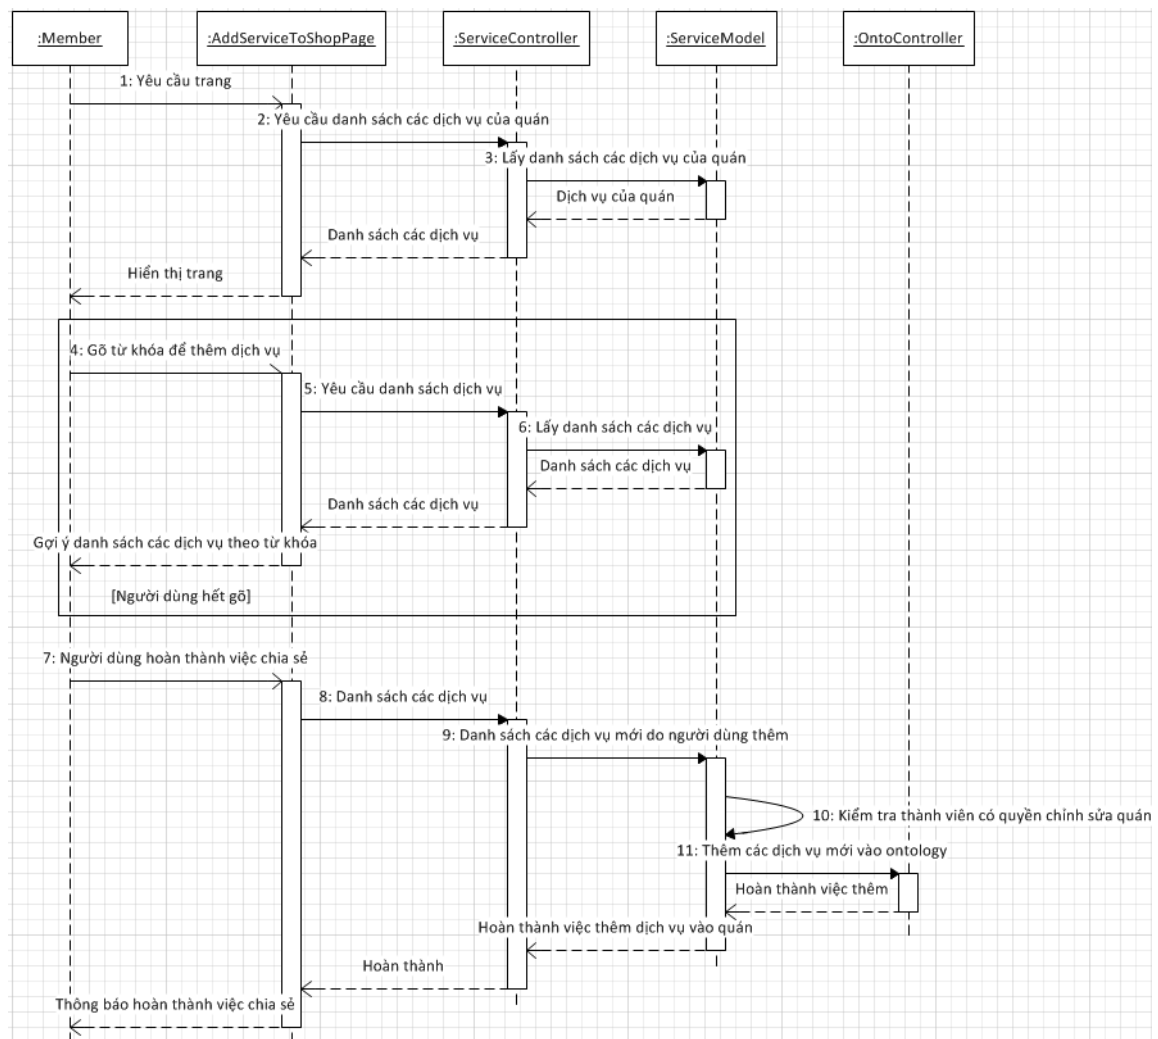 :Member
:AddServiceToShopPage
:ServiceController
:ServiceModel
:OntoController
1: Yêu cầu trang
2: Yêu cầu danh sách các dịch vụ của quán
3: Lấy danh sách các dịch vụ của quán
Dịch vụ của quán
Danh sách các dịch vụ
Hiển thị trang
4: Gõ từ khóa để thêm dịch vụ
5: Yêu cầu danh sách dịch vụ
6: Lấy danh sách các dịch vụ
Danh sách các dịch vụ
Danh sách các dịch vụ
Gợi ý danh sách các dịch vụ theo từ khóa
[Người dùng hết gõ]
7: Người dùng hoàn thành việc chia sẻ
8: Danh sách các dịch vụ
9: Danh sách các dịch vụ mới do người dùng thêm
10: Kiểm tra thành viên có quyền chỉnh sửa quán
11: Thêm các dịch vụ mới vào ontology
Hoàn thành việc thêm
Hoàn thành việc thêm dịch vụ vào quán
Hoàn thành
Thông báo hoàn thành việc chia sẻ